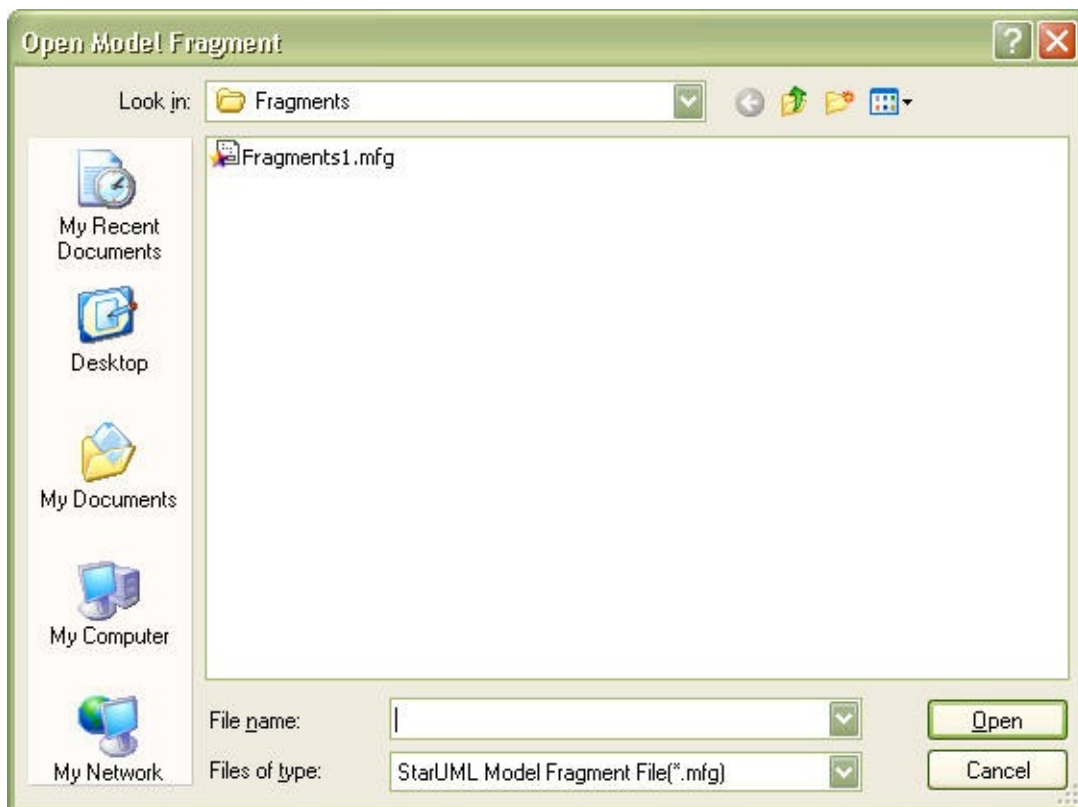 Open Model Fragment
Look in:
Fragments
Fragments1.mfg
My Recent
Documents
Desktop
My Documents
My Computer
My Network
File name:
Open
Files of type:
StarUML Model Fragment File(*.mfg)
Cancel